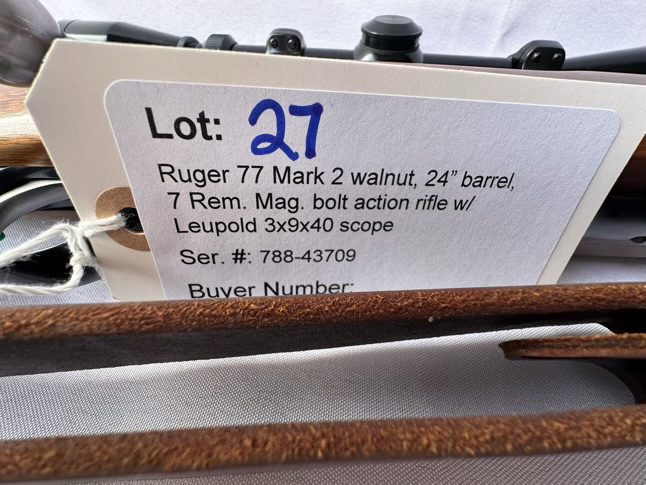 Lot: 27
Ruger 77 Mark 2 walnut, 24” barrel,
7 Rem. Mag. bolt action rifle w/
Leupold 3x9x40 scope
Ser. #: 788-43709
Buyer Number: